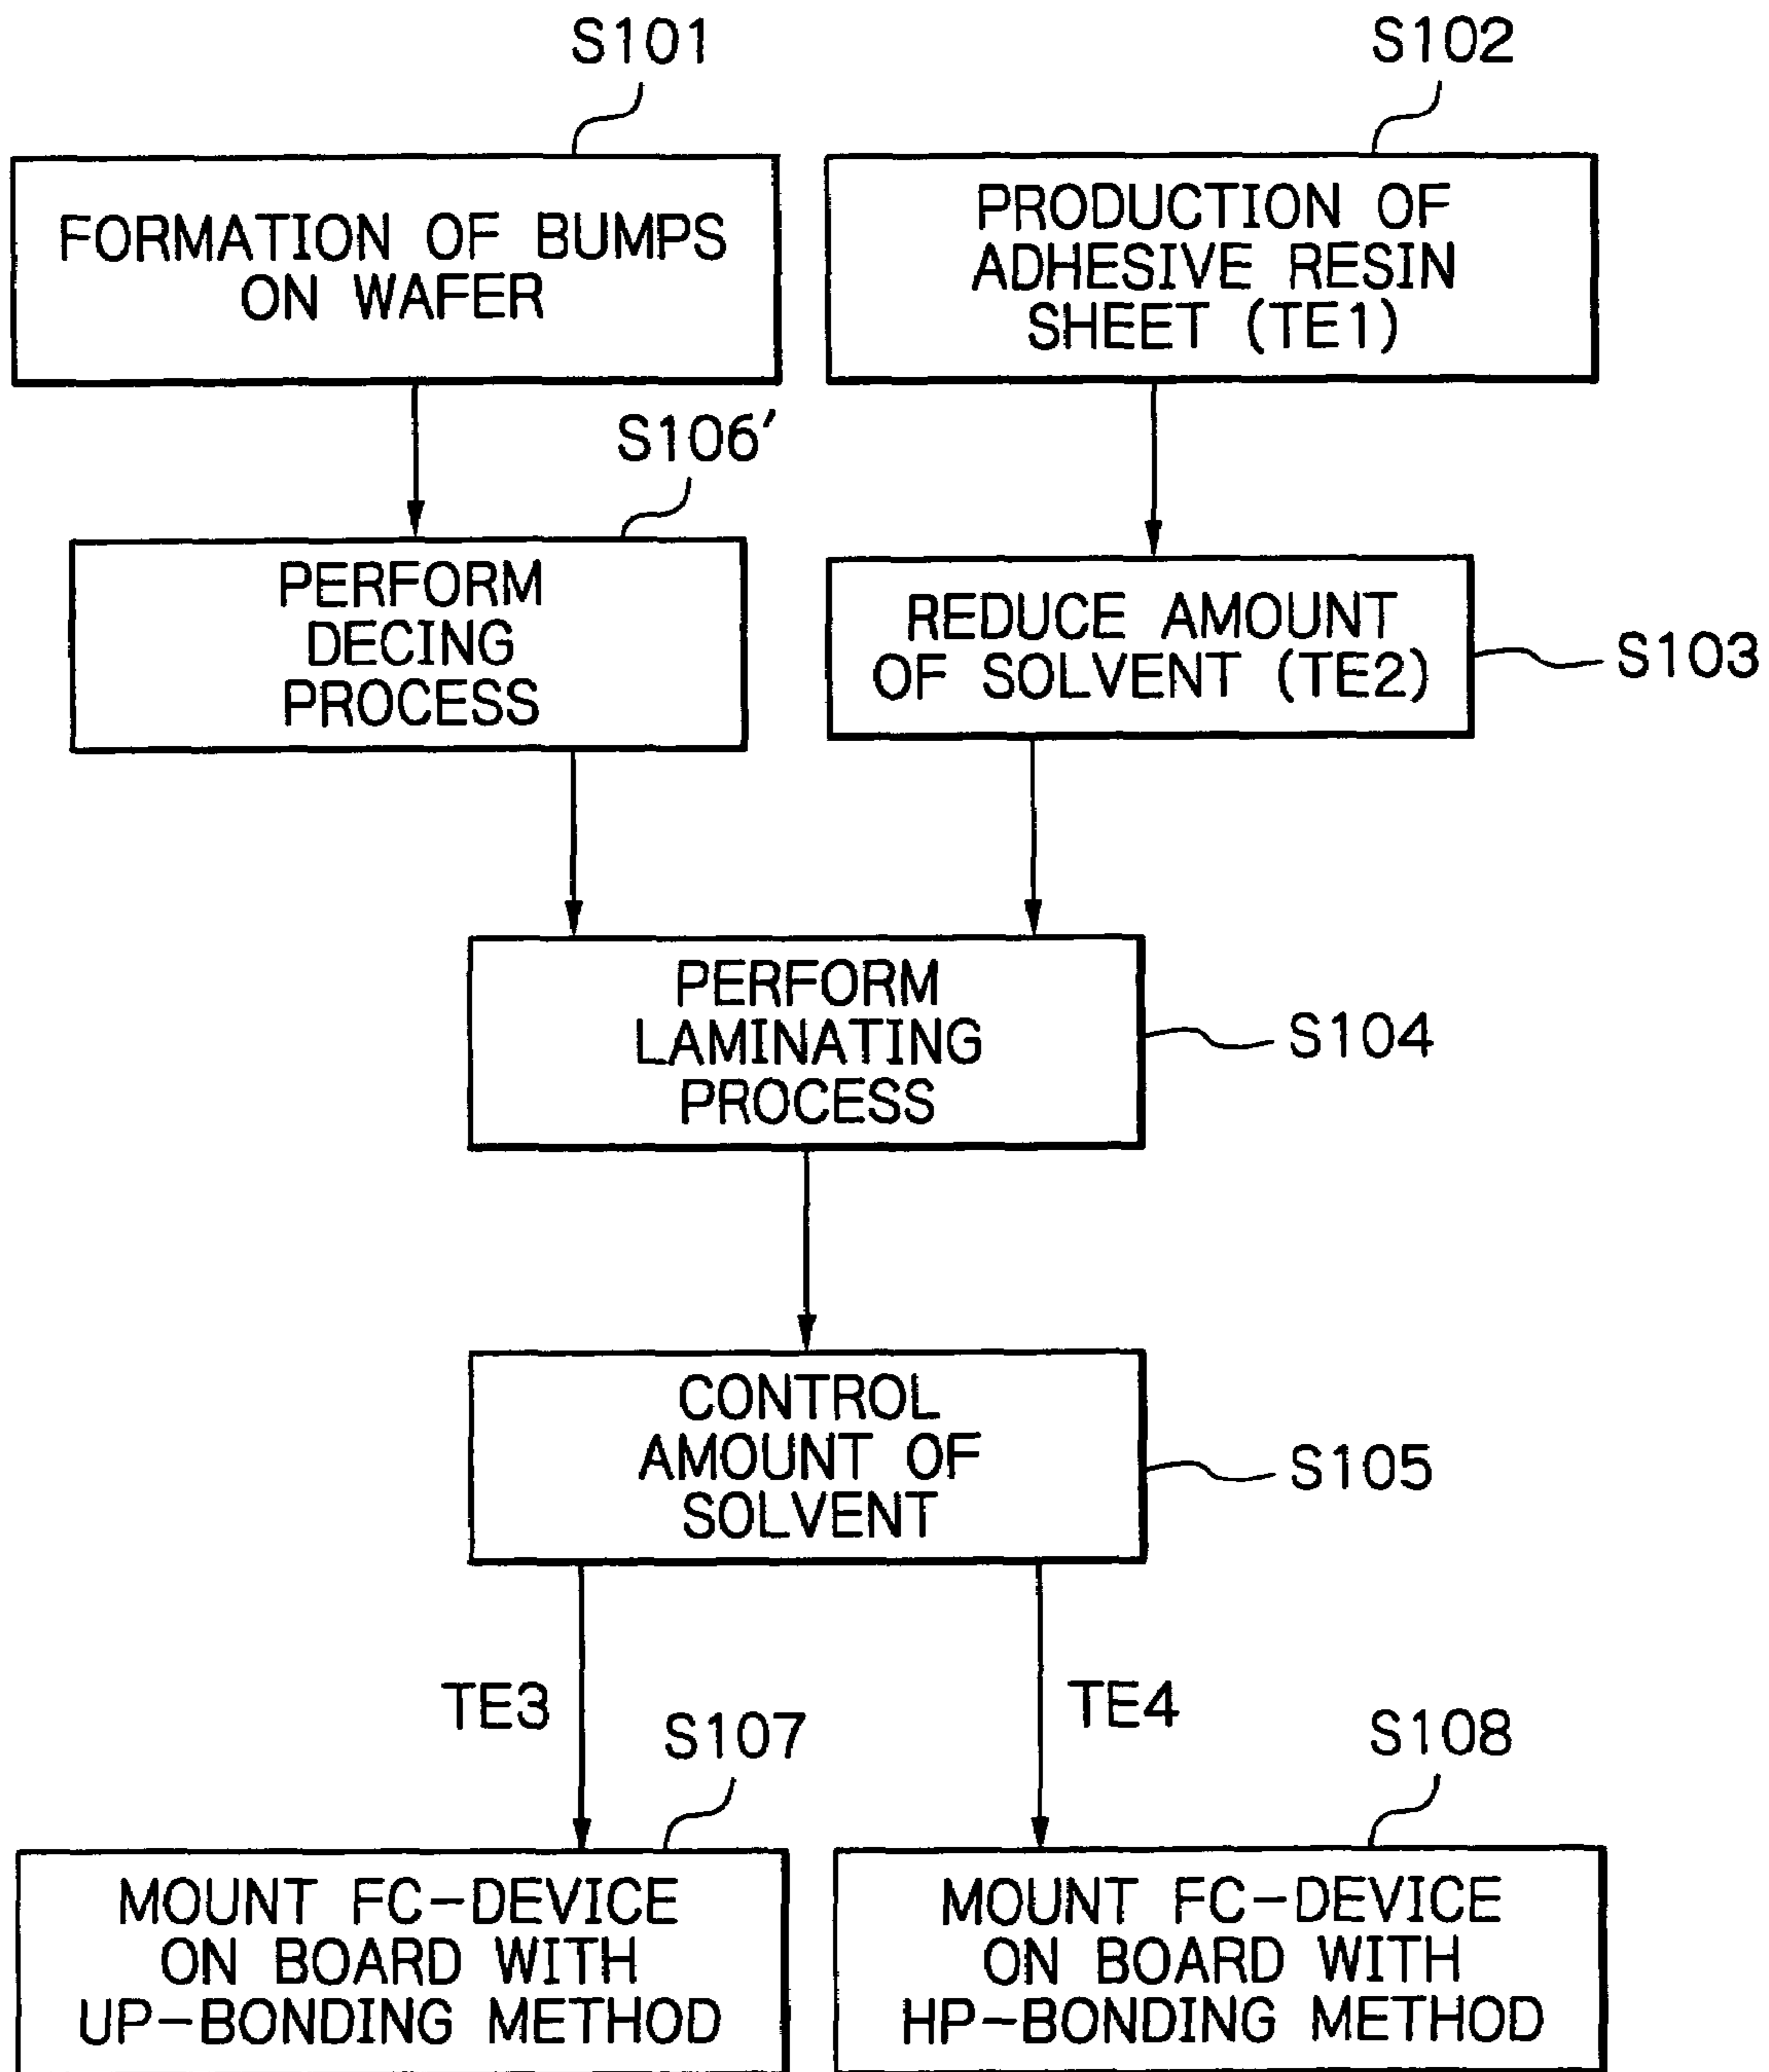 S101
S102
FORMATION OF BUMPS
ON WAFER
PRODUCTION OF
ADHESIVE RESIN
SHEET (TE1)
S106'
PERFORM
DECING
PROCESS
REDUCE AMOUNT
OF SOLVENT (TE2)
S103
PERFORM
LAMINATING
PROCESS
S104
CONTROL
AMOUNT OF
SOLVENT
S105
TE3
TE4
S107
S108
MOUNT FC-DEVICE
ON BOARD WITH
UP-BONDING METHOD
MOUNT FC-DEVICE
ON BOARD WITH
HP-BONDING METHOD